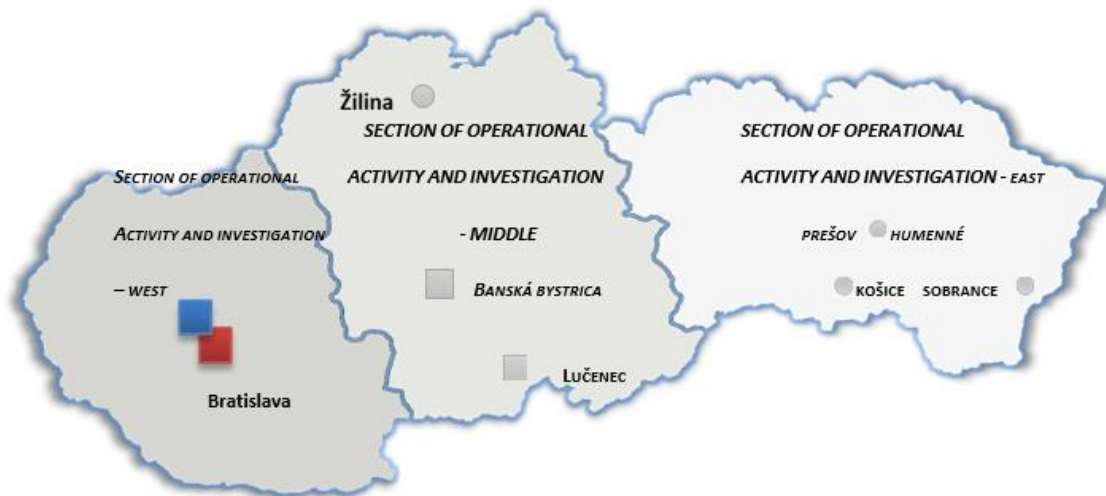 Žilina
SECTION OF OPERATIONAL
ACTIVITY AND INVESTIGATION
- MIDDLE
BANSKÁ BYSTRICA
LUČENEC
SECTION OF OPERATIONAL
ACTIVITY AND INVESTIGATION
– WEST
Bratislava
SECTION OF OPERATIONAL
ACTIVITY AND INVESTIGATION - EAST
PREŠOV HUMENNÉ
KOŠICE SOBRANCE